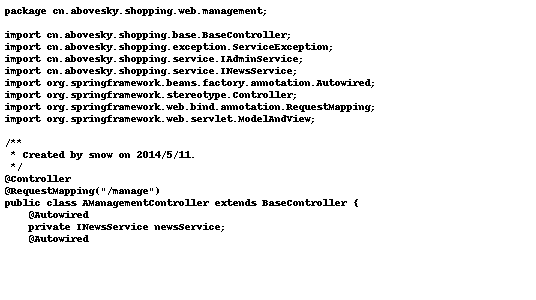 package cn.abovesky.shopping.web.management;

import cn.abovesky.shopping.base.BaseController;
import cn.abovesky.shopping.exception.ServiceException;
import cn.abovesky.shopping.service.IAdminService;
import cn.abovesky.shopping.service.INewsService;
import org.springframework.beans.factory.annotation.Autowired;
import org.springframework.stereotype.Controller;
import org.springframework.web.bind.annotation.RequestMapping;
import org.springframework.web.servlet.ModelAndView;

/**
 * Created by snow on 2014/5/11.
 */
@Controller
@RequestMapping("/manage")
public class AManagementController extends BaseController {
    @Autowired
    private INewsService newsService;
    @Autowired